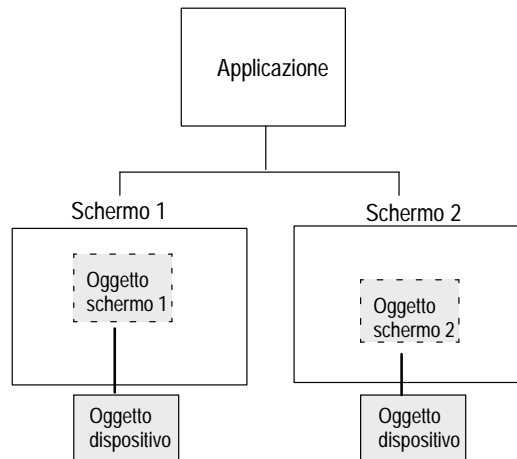 Applicazione
Schermo 1
Schermo 2
Oggetto
schermo 1
Oggetto
schermo 2
Oggetto
dispositivo
Oggetto
dispositivo